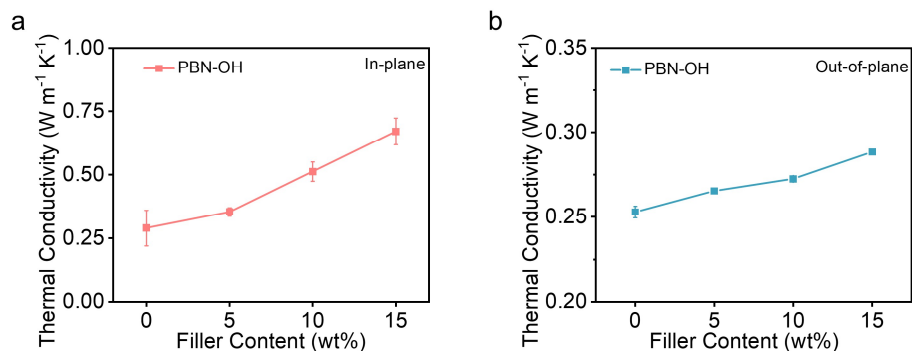 a
Thermal Conductivity (W m⁻¹ K⁻¹)
1.00
0.75
0.50
0.25
0.00
PBN-OH
In-plane
0 5 10 15
Filler Content (wt%)
b
Thermal Conductivity (W m⁻¹ K⁻¹)
0.35
0.30
0.25
0.20
PBN-OH
Out-of-plane
0 5 10 15
Filler Content (wt%)